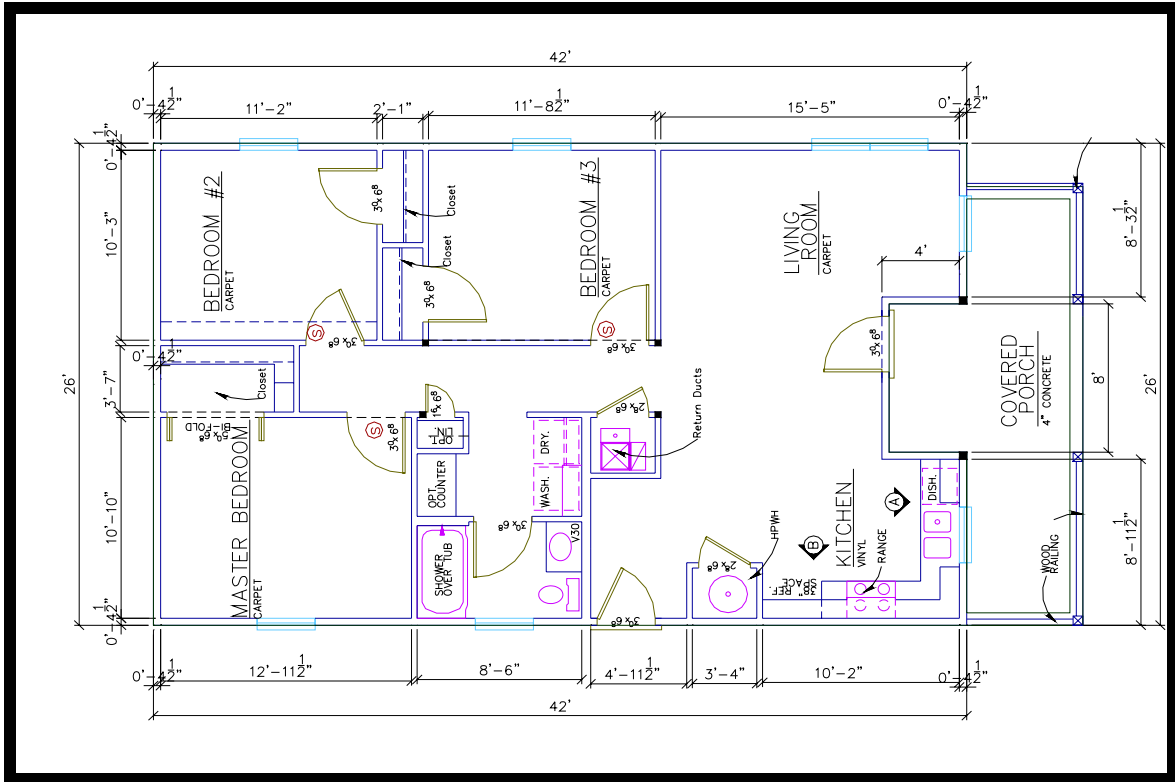 42'
0'-4 1/2"
11'-2"
2'-1"
11'-8 1/2"
15'-5"
0'-4 1/2"
0'-4 1/2"
10'-3"
0'-4 1/2"
3'-7"
26'
10'-10"
0'-4 1/2"
BEDROOM #2
CARPET
3⁰x6⁸
Closet
Closet
3⁰x6⁸
BEDROOM #3
CARPET
LIVING
ROOM
CARPET
4'
8'-3 1/2"
S
3⁰x6⁸
S
3⁰x6⁸
3⁰x6⁸
COVERED
PORCH
4" CONCRETE
8'
26'
Closet
5⁰x6⁸
BI-FOLD
S
3⁰x6⁸
1⁶x6⁸
2⁸x6⁸
Return Ducts
MASTER BEDROOM
CARPET
OPT.
LIN.
OPT.
COUNTER
DRY.
WASH.
3⁰x6⁸
V30
SHOWER
OVER TUB
3⁰x6⁸
2⁸x6⁸
HPWH
38" REF.
SPACE
KITCHEN
VINYL
RANGE
A
B
DISH.
WOOD
RAILING
8'-11 1/2"
0'-4 1/2"
12'-11 1/2"
8'-6"
4'-11 1/2"
3'-4"
10'-2"
0'-4 1/2"
42'